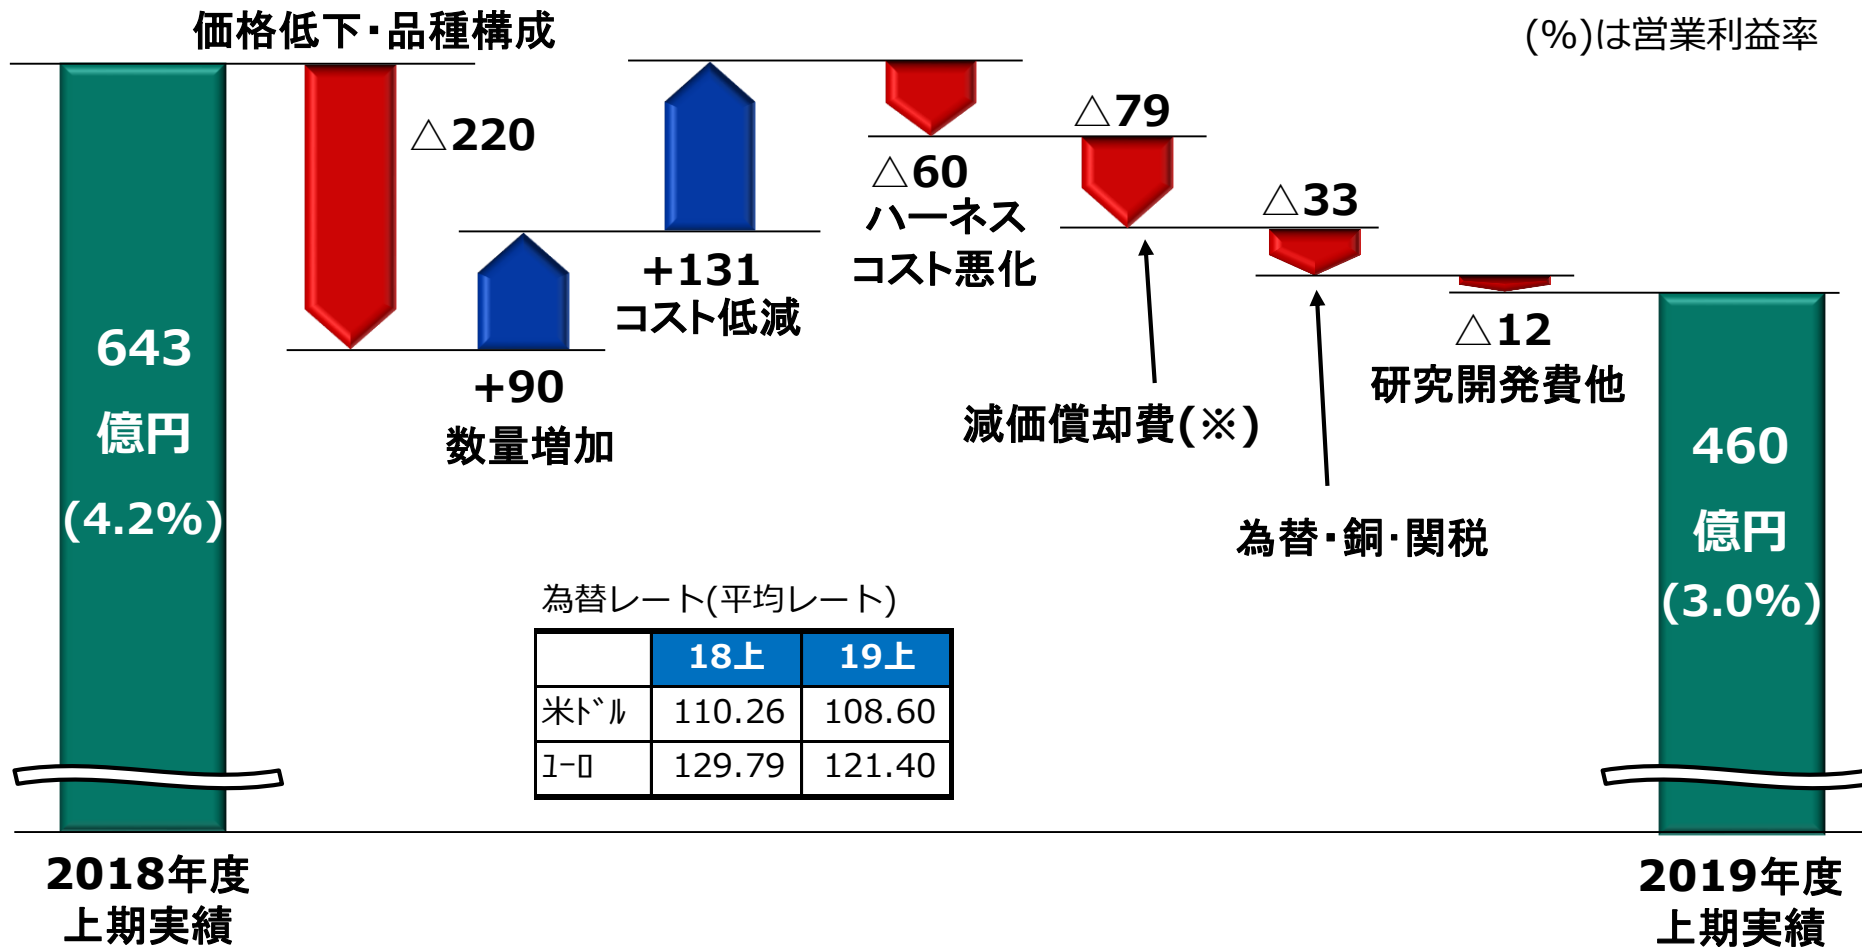 価格低下・品種構成
(%)は営業利益率
△220
+90
数量増加
+131
コスト低減
△60
ハーネス
コスト悪化
△79
減価償却費(※)
△33
為替・銅・関税
△12
研究開発費他
643
億円
(4.2%)
460
億円
(3.0%)
為替レート(平均レート)
18上 19上
米ﾄﾞﾙ 110.26 108.60
ﾕｰﾛ 129.79 121.40
2018年度
上期実績
2019年度
上期実績